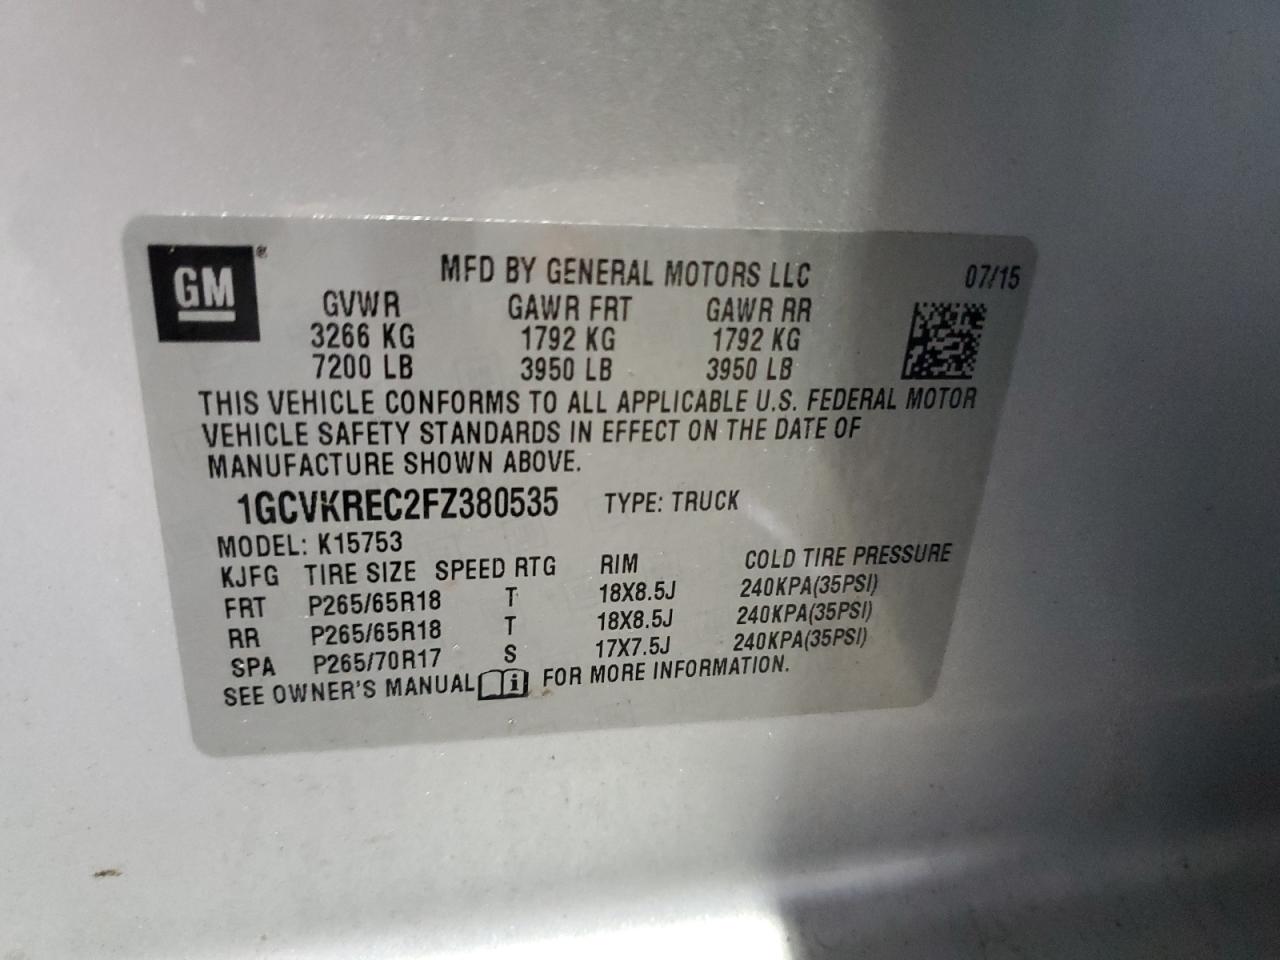 GM ®
MFD BY GENERAL MOTORS LLC 07/15
GVWR GAWR FRT GAWR RR
3266 KG 1792 KG 1792 KG
7200 LB 3950 LB 3950 LB
THIS VEHICLE CONFORMS TO ALL APPLICABLE U.S. FEDERAL MOTOR
VEHICLE SAFETY STANDARDS IN EFFECT ON THE DATE OF
MANUFACTURE SHOWN ABOVE.
1GCVKREC2FZ380535 TYPE: TRUCK
MODEL: K15753
KJFG TIRE SIZE SPEED RTG RIM COLD TIRE PRESSURE
FRT P265/65R18 T 18X8.5J 240KPA(35PSI)
RR P265/65R18 T 18X8.5J 240KPA(35PSI)
SPA P265/70R17 S 17X7.5J 240KPA(35PSI)
SEE OWNER'S MANUAL i FOR MORE INFORMATION.